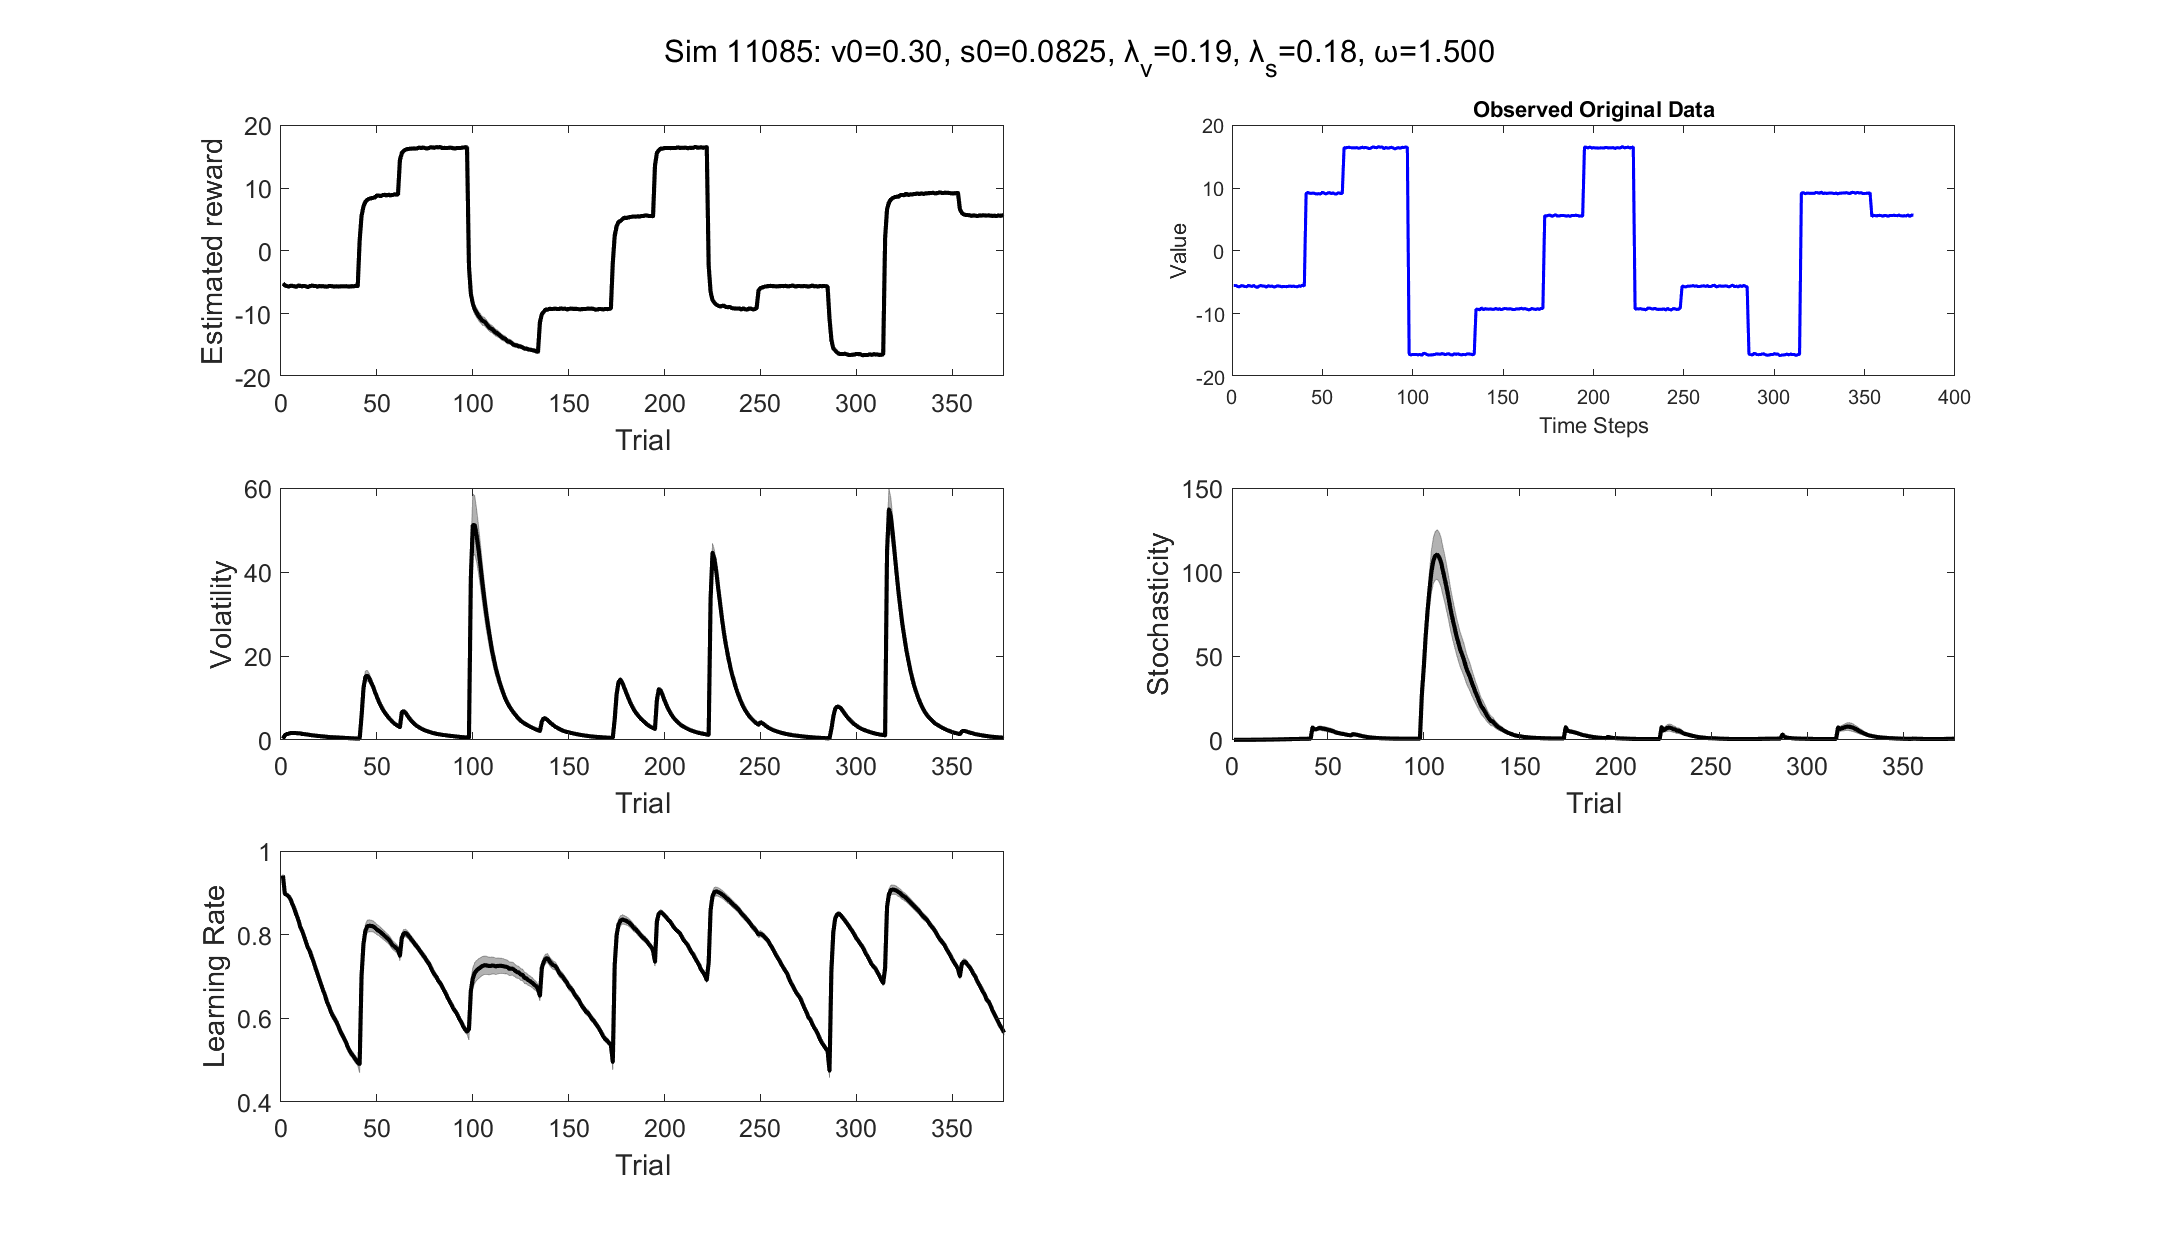 Sim 11085: v0=0.30, s0=0.0825, λ_v=0.19, λ_s=0.18, ω=1.500
Estimated reward
20
10
0
-10
-20
0 50 100 150 200 250 300 350
Trial
Observed Original Data
Value
20
10
0
-10
-20
0 50 100 150 200 250 300 350 400
Time Steps
Volatility
60
40
20
0
0 50 100 150 200 250 300 350
Trial
Stochasticity
150
100
50
0
0 50 100 150 200 250 300 350
Trial
Learning Rate
1
0.8
0.6
0.4
0 50 100 150 200 250 300 350
Trial